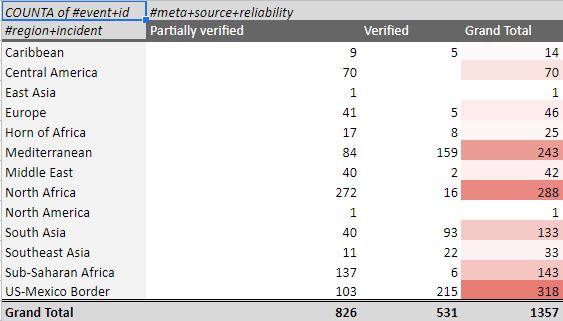 COUNTA of #event+id #meta+source+reliability
#region+incident Partially verified Verified Grand Total
Caribbean 9 5 14
Central America 70 70
East Asia 1 1
Europe 41 5 46
Horn of Africa 17 8 25
Mediterranean 84 159 243
Middle East 40 2 42
North Africa 272 16 288
North America 1 1
South Asia 40 93 133
Southeast Asia 11 22 33
Sub-Saharan Africa 137 6 143
US-Mexico Border 103 215 318
Grand Total 826 531 1357